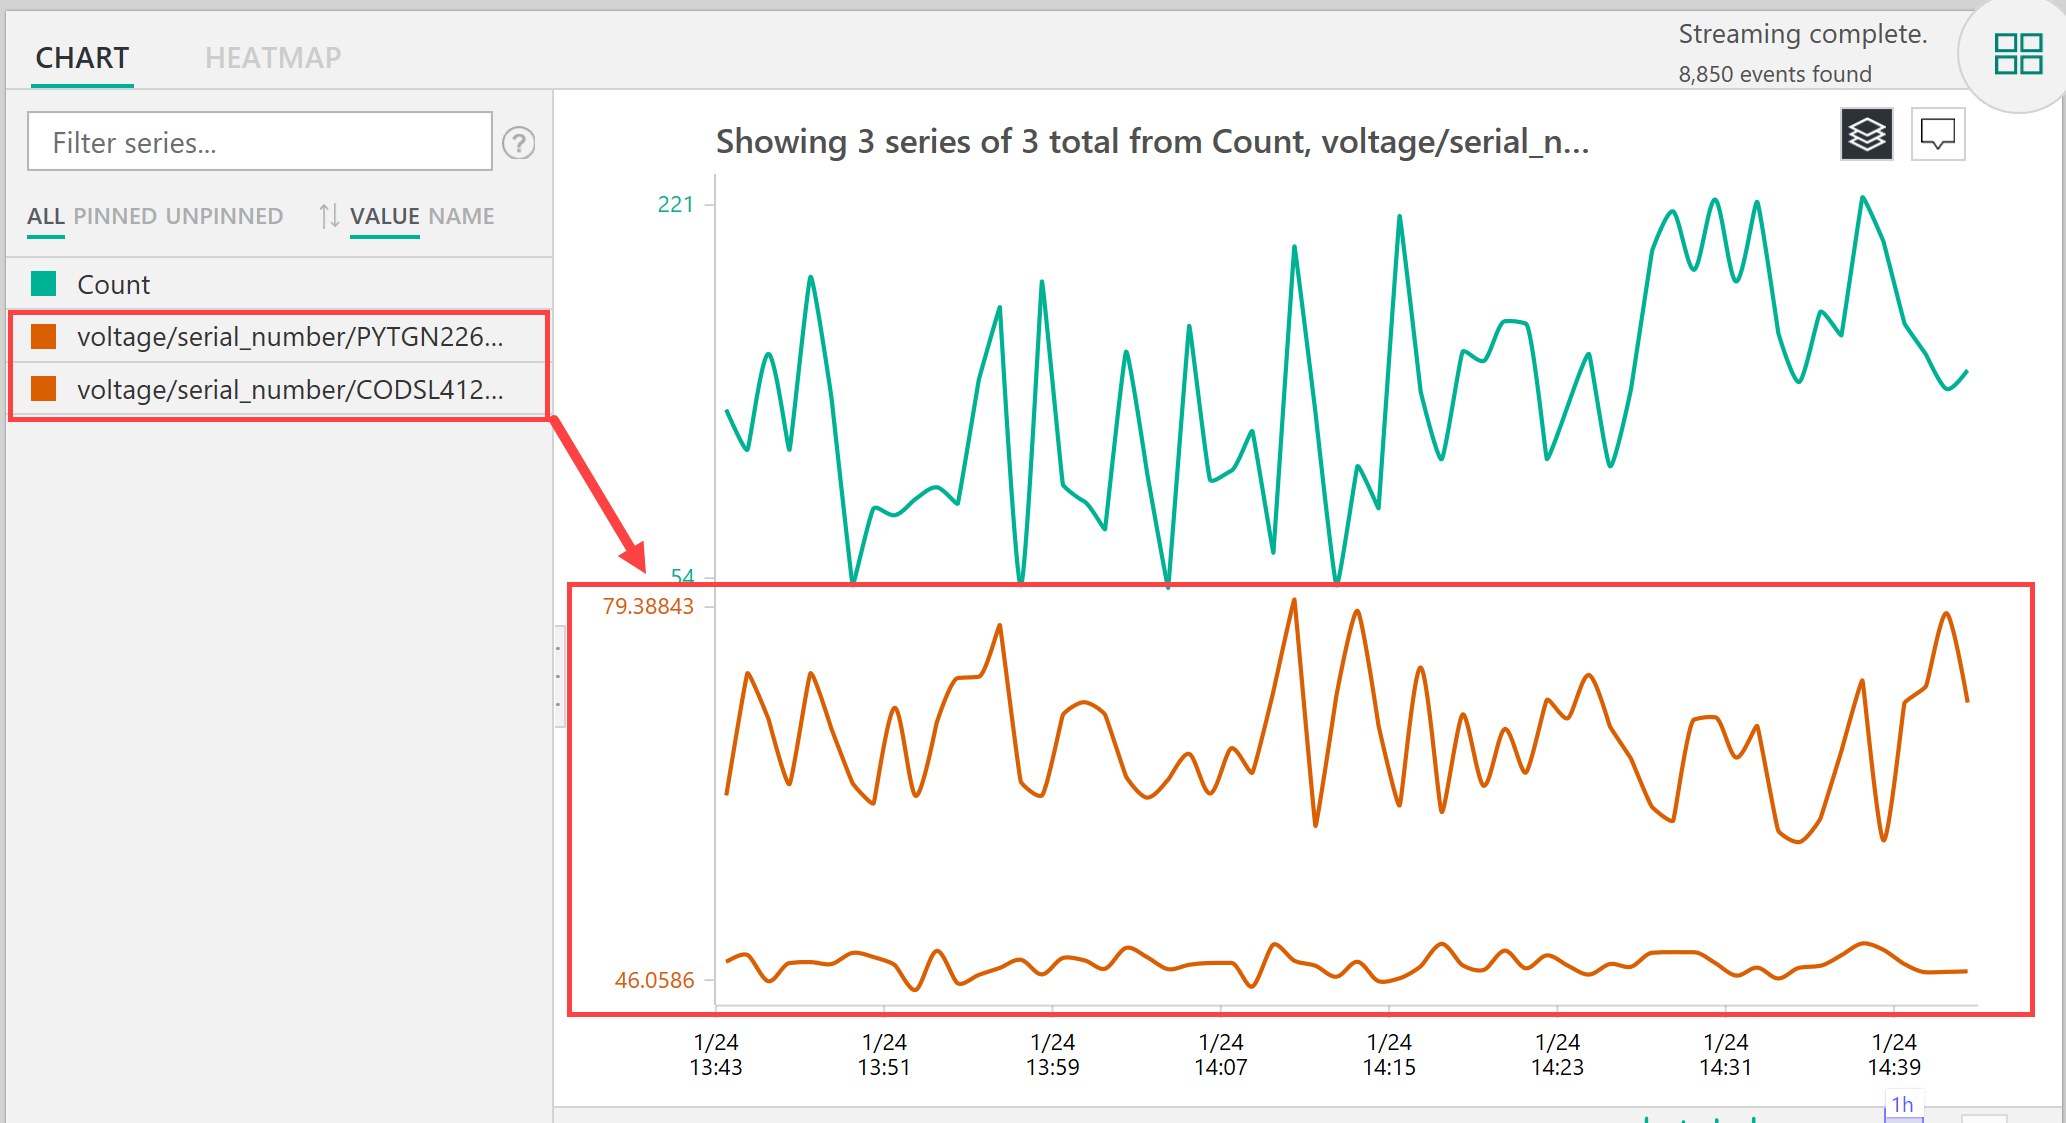 CHART HEATMAP
Streaming complete.
8,850 events found
Filter series...
?
ALL PINNED UNPINNED VALUE NAME
Count
voltage/serial_number/PYTGN226...
voltage/serial_number/CODSL412...
Showing 3 series of 3 total from Count, voltage/serial_n...
221
54
79.38843
46.0586
1/24 1/24 1/24 1/24 1/24 1/24 1/24 1/24
13:43 13:51 13:59 14:07 14:15 14:23 14:31 14:39
1h